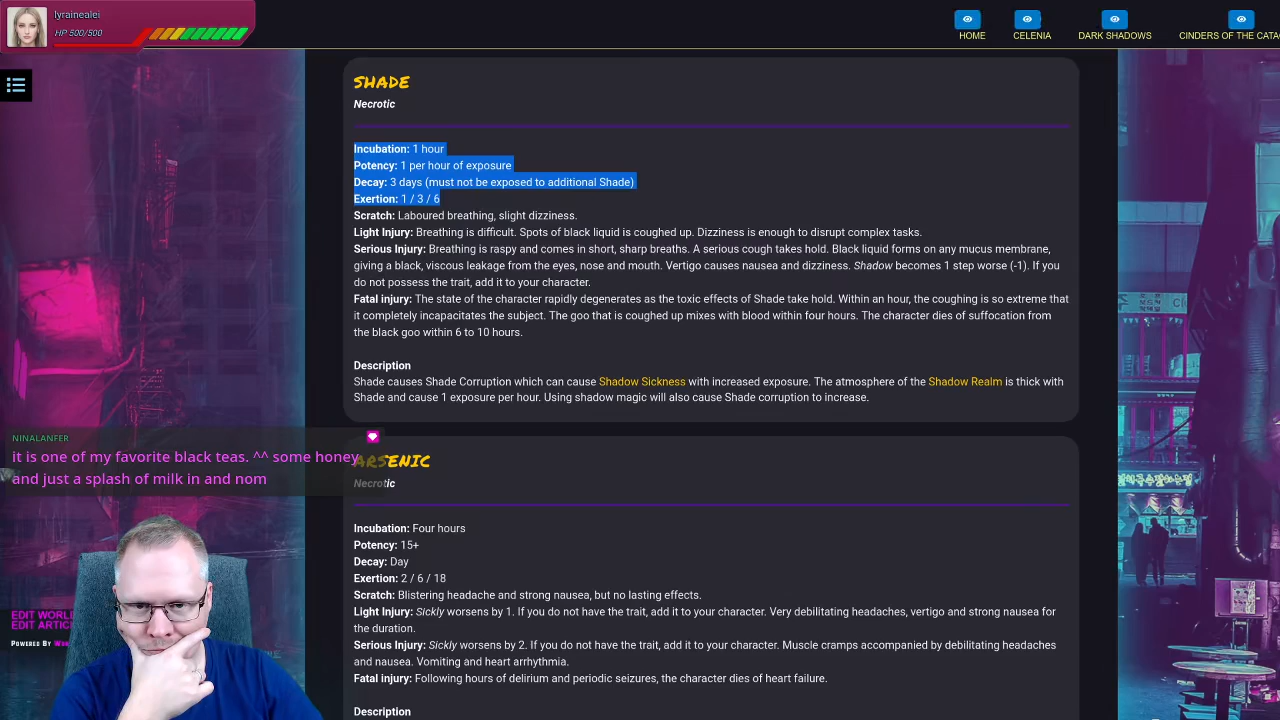 lyrainealei
HP 500/500
HOME
CELENIA
DARK SHADOWS
CINDERS OF THE CATA
SHADE
Necrotic
Incubation: 1 hour
Potency: 1 per hour of exposure
Decay: 3 days (must not be exposed to additional Shade)
Exertion: 1 / 3 / 6
Scratch: Laboured breathing, slight dizziness.
Light Injury: Breathing is difficult. Spots of black liquid is coughed up. Dizziness is enough to disrupt complex tasks.
Serious Injury: Breathing is raspy and comes in short, sharp breaths. A serious cough takes hold. Black liquid forms on any mucus membrane,
giving a black, viscous leakage from the eyes, nose and mouth. Vertigo causes nausea and dizziness. Shadow becomes 1 step worse (-1). If you
do not possess the trait, add it to your character.
Fatal injury: The state of the character rapidly degenerates as the toxic effects of Shade take hold. Within an hour, the coughing is so extreme that
it completely incapacitates the subject. The goo that is coughed up mixes with blood within four hours. The character dies of suffocation from
the black goo within 6 to 10 hours.
Description
Shade causes Shade Corruption which can cause Shadow Sickness with increased exposure. The atmosphere of the Shadow Realm is thick with
Shade and cause 1 exposure per hour. Using shadow magic will also cause Shade corruption to increase.
NINALANFER
it is one of my favorite black teas. ^^ some honey
and just a splash of milk in and nom
ARSENIC
Necrotic
Incubation: Four hours
Potency: 15+
Decay: Day
Exertion: 2 / 6 / 18
Scratch: Blistering headache and strong nausea, but no lasting effects.
Light Injury: Sickly worsens by 1. If you do not have the trait, add it to your character. Very debilitating headaches, vertigo and strong nausea for
the duration.
Serious Injury: Sickly worsens by 2. If you do not have the trait, add it to your character. Muscle cramps accompanied by debilitating headaches
and nausea. Vomiting and heart arrhythmia.
Fatal injury: Following hours of delirium and periodic seizures, the character dies of heart failure.
Description
EDIT WORL
EDIT ARTIC
POWERED BY